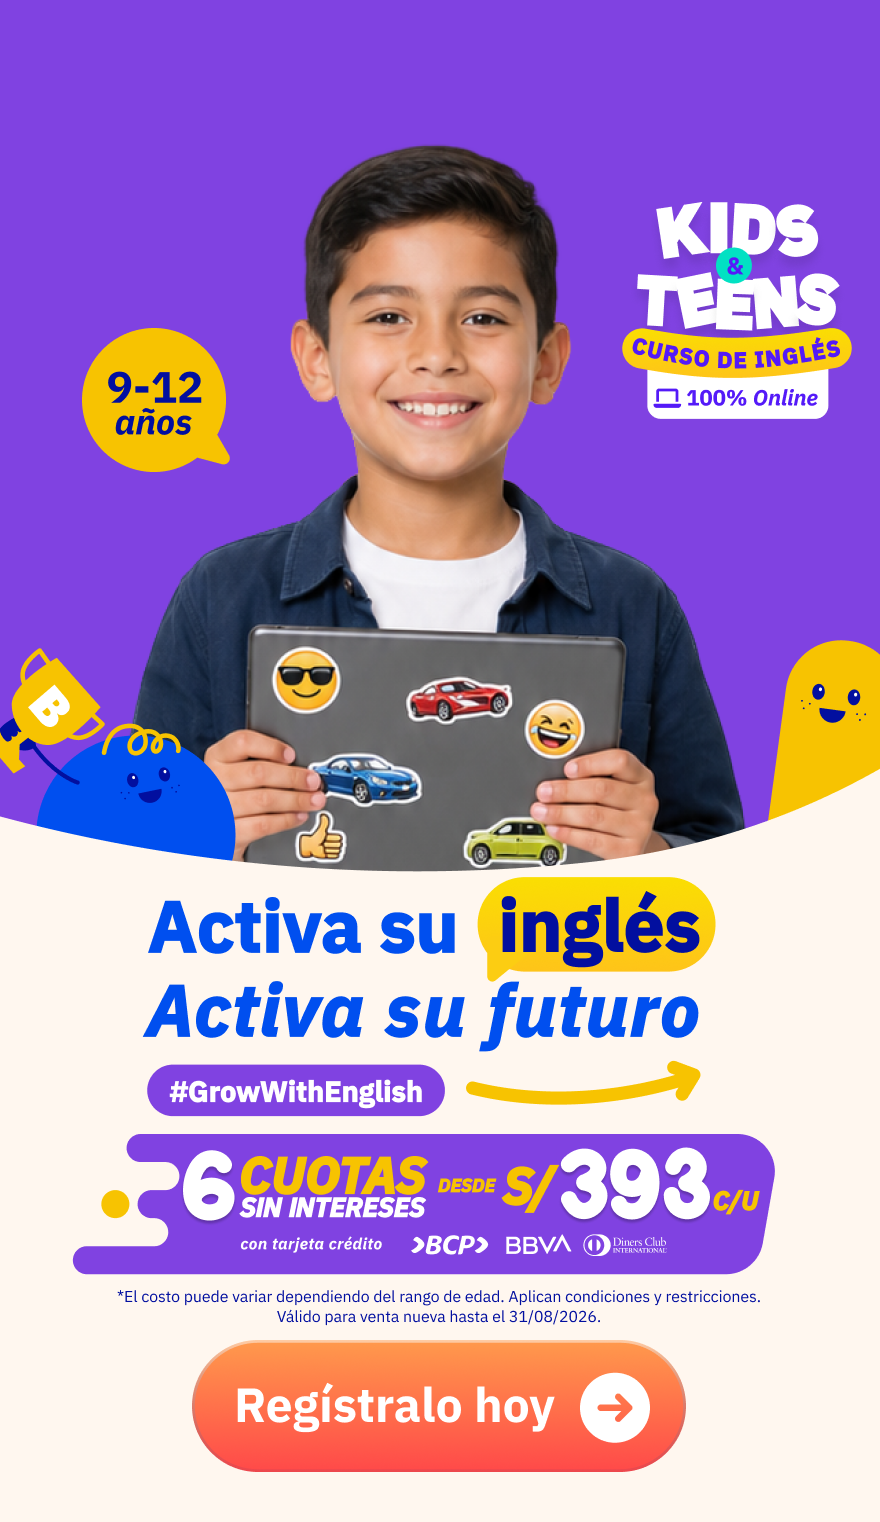 KIDS
&
TEENS
CURSO DE INGLÉS
100% Online
9-12
años
B
Activa su inglés
Activa su futuro
#GrowWithEnglish
6 CUOTAS SIN INTERESES DESDE S/393 C/U
con tarjeta crédito BCP BBVA Diners Club INTERNATIONAL
*El costo puede variar dependiendo del rango de edad. Aplican condiciones y restricciones.
Válido para venta nueva hasta el 31/08/2026.
Regístralo hoy